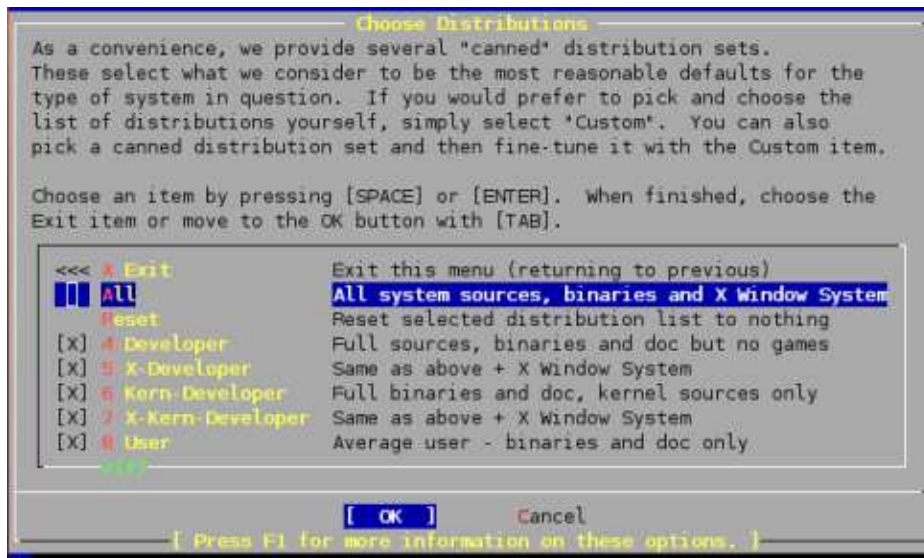 Choose Distributions
As a convenience, we provide several "canned" distribution sets.
These select what we consider to be the most reasonable defaults for the
type of system in question.  If you would prefer to pick and choose the
list of distributions yourself, simply select "Custom".  You can also
pick a canned distribution set and then fine-tune it with the Custom item.
Choose an item by pressing [SPACE] or [ENTER].  When finished, choose the
Exit item or move to the OK button with [TAB].
<<< X Exit Exit this menu (returning to previous)
[ ] All All system sources, binaries and X Window System
Reset Reset selected distribution list to nothing
[X] 4 Developer Full sources, binaries and doc but no games
[X] 5 X-Developer Same as above + X Window System
[X] 6 Kern-Developer Full binaries and doc, kernel sources only
[X] 7 X-Kern-Developer Same as above + X Window System
[X] 8 User Average user - binaries and doc only
[ OK ] Cancel
[ Press F1 for more information on these options. ]